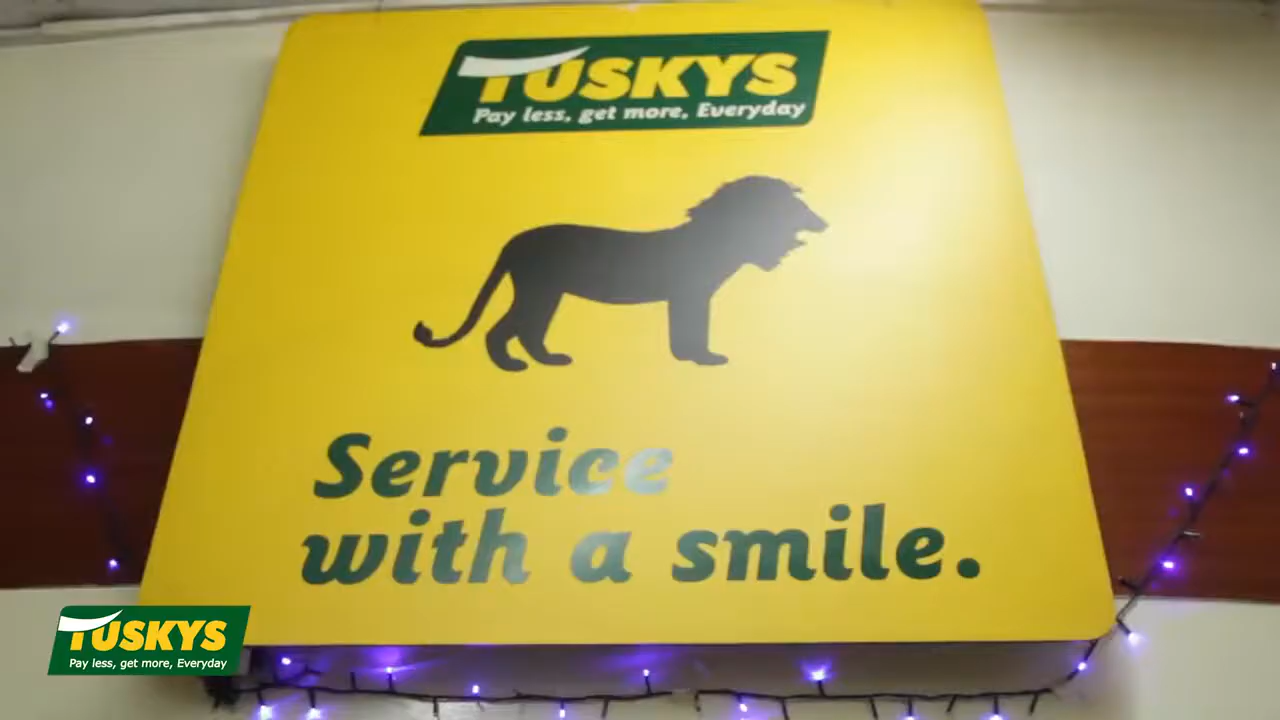 TUSKYS
Pay less, get more, Everyday
Service
with a smile.
TUSKYS
Pay less, get more, Everyday